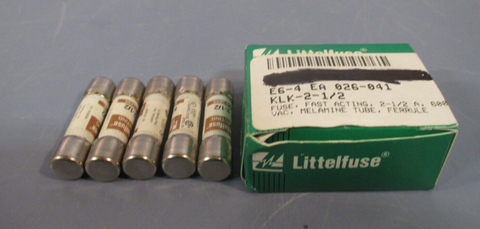 Littelfuse®
E6-4 EA 026-041
KLK-2-1/2
FUSE, FAST ACTING, 2-1/2 A, 600
VAC, MELAMINE TUBE, FERRULE
Littelfuse®